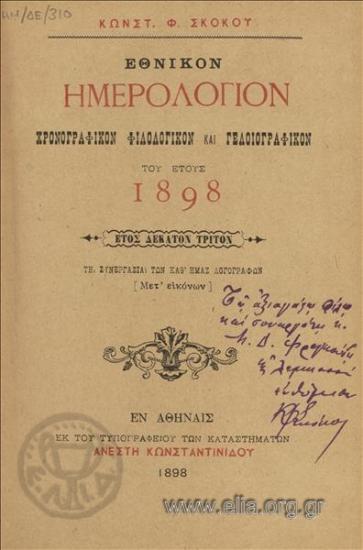 ΗΜ/ΔΕ/310
ΚΩΝΣΤ. Φ. ΣΚΟΚΟΥ
ΕΘΝΙΚΟΝ
ΗΜΕΡΟΛΟΓΙΟΝ
ΧΡΟΝΟΓΡΑΦΙΚΟΝ ΦΙΛΟΛΟΓΙΚΟΝ ΚΑΙ ΓΕΛΟΙΟΓΡΑΦΙΚΟΝ
ΤΟΥ ΕΤΟΥΣ
1898
ΕΤΟΣ ΔΕΚΑΤΟΝ ΤΡΙΤΟΝ
ΤΗ, ΣΥΝΕΡΓΑΣΙΑ, ΤΩΝ ΚΑΘ' ΗΜΑΣ ΛΟΓΟΓΡΑΦΩΝ
[Μετ' εἰκόνων]
Τῷ ἀξιαγάστῳ φίλῳ
καὶ συνεργάτῃ κ.
ΕΝ ΑΘΗΝΑΙΣ
ΕΚ ΤΟΥ ΤΥΠΟΓΡΑΦΕΙΟΥ ΤΩΝ ΚΑΤΑΣΤΗΜΑΤΩΝ
ΑΝΕΣΤΗ ΚΩΝΣΤΑΝΤΙΝΙΔΟΥ
1898
Ε.Λ.Ι.Α
www.elia.org.gr